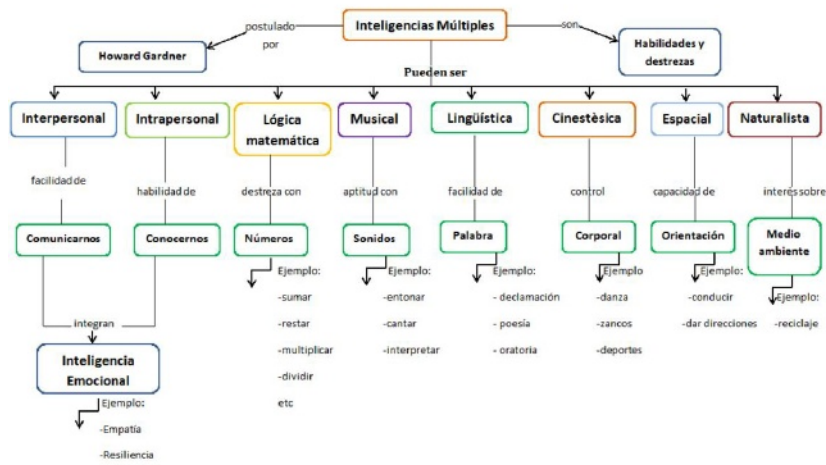 Inteligencias Múltiples
postulado
por
son
Howard Gardner
Habilidades y
destrezas
Pueden ser
Interpersonal
Intrapersonal
Lógica
matemática
Musical
Lingüística
Cinestèsica
Espacial
Naturalista
facilidad de
habilidad de
destreza con
aptitud con
facilidad de
control
capacidad de
interés sobre
Comunicarnos
Conocernos
Números
Sonidos
Palabra
Corporal
Orientación
Medio
ambiente
Ejemplo:
-sumar
-restar
-multiplicar
-dividir
etc
Ejemplo:
-entonar
-cantar
-interpretar
Ejemplo:
- declamación
- poesía
- oratoria
Ejemplo
-danza
-zancos
-deportes
Ejemplo:
-conducir
-dar direcciones
Ejemplo:
-reciclaje
integran
Inteligencia
Emocional
Ejemplo:
-Empatía
-Resiliencia